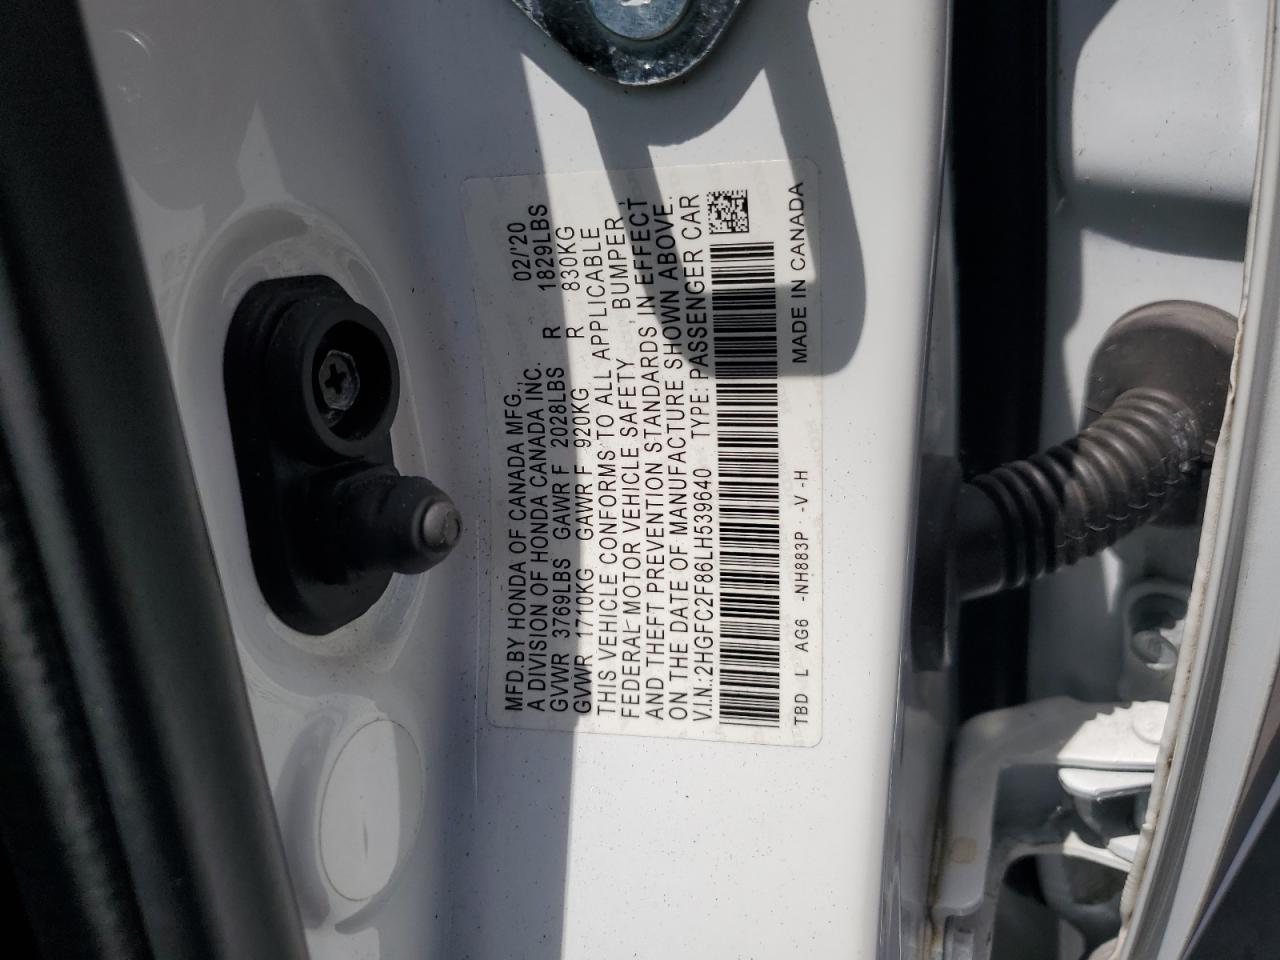 MFD. BY HONDA OF CANADA MFG., 02/'20
A DIVISION OF HONDA CANADA INC.
GVWR 3769LBS GAWR F 2028LBS R 1829LBS
GVWR 1710KG GAWR F 920KG R 830KG
THIS VEHICLE CONFORMS TO ALL APPLICABLE
FEDERAL MOTOR VEHICLE SAFETY, BUMPER,
AND THEFT PREVENTION STANDARDS IN EFFECT
ON THE DATE OF MANUFACTURE SHOWN ABOVE.
V.I.N.: 2HGFC2F86LH539640 TYPE: PASSENGER CAR
TBD L AG6 -NH883P -V -H MADE IN CANADA